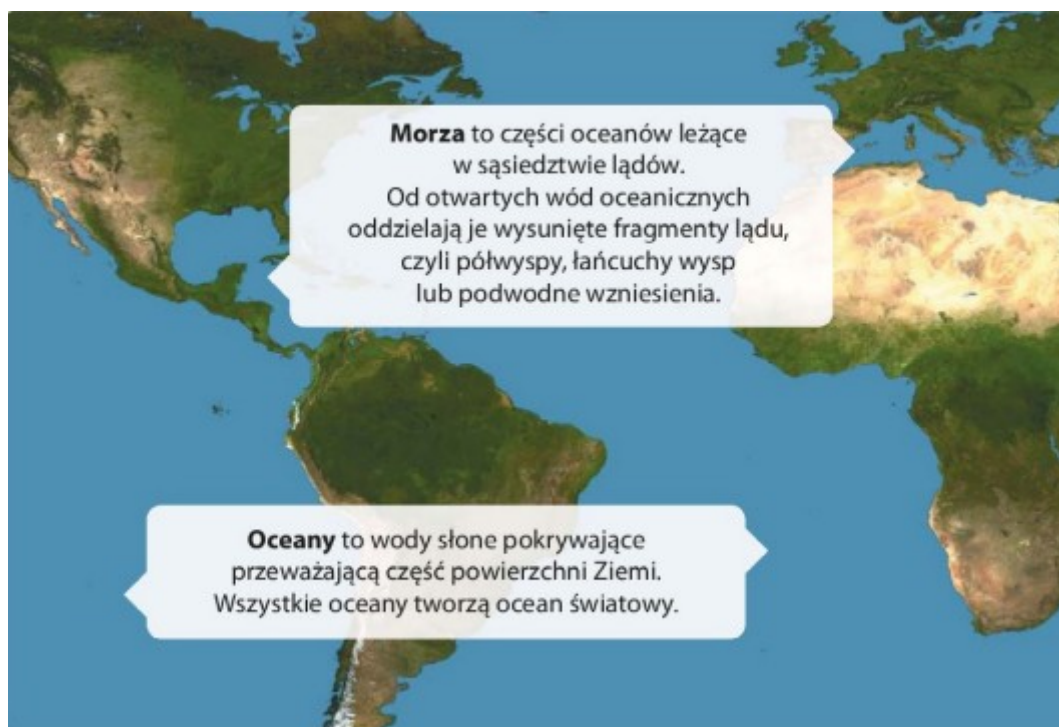 Morza to części oceanów leżące
w sąsiedztwie lądów.
Od otwartych wód oceanicznych
oddzielają je wysunięte fragmenty lądu,
czyli półwyspy, łańcuchy wysp
lub podwodne wzniesienia.
Oceany to wody słone pokrywające
przeważającą część powierzchni Ziemi.
Wszystkie oceany tworzą ocean światowy.